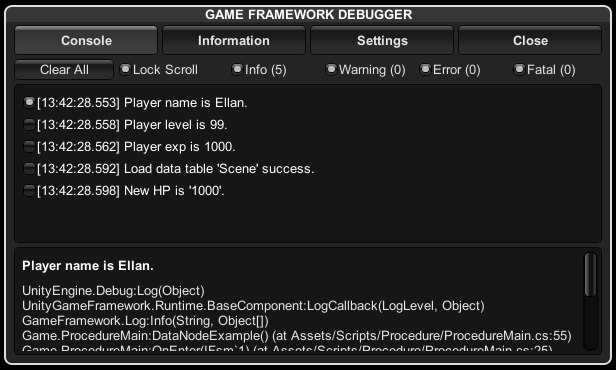 GAME FRAMEWORK DEBUGGER
Console Information Settings Close
Clear All Lock Scroll Info (5) Warning (0) Error (0) Fatal (0)
[13:42:28.553] Player name is Ellan.
[13:42:28.558] Player level is 99.
[13:42:28.562] Player exp is 1000.
[13:42:28.592] Load data table 'Scene' success.
[13:42:28.598] New HP is '1000'.
Player name is Ellan.
UnityEngine.Debug:Log(Object)
UnityGameFramework.Runtime.BaseComponent:LogCallback(LogLevel, Object)
GameFramework.Log:Info(String, Object[])
Game.ProcedureMain:DataNodeExample() (at Assets/Scripts/Procedure/ProcedureMain.cs:55)
Game.ProcedureMain:OnEnter(IFsm`1) (at Assets/Scripts/Procedure/ProcedureMain.cs:25)